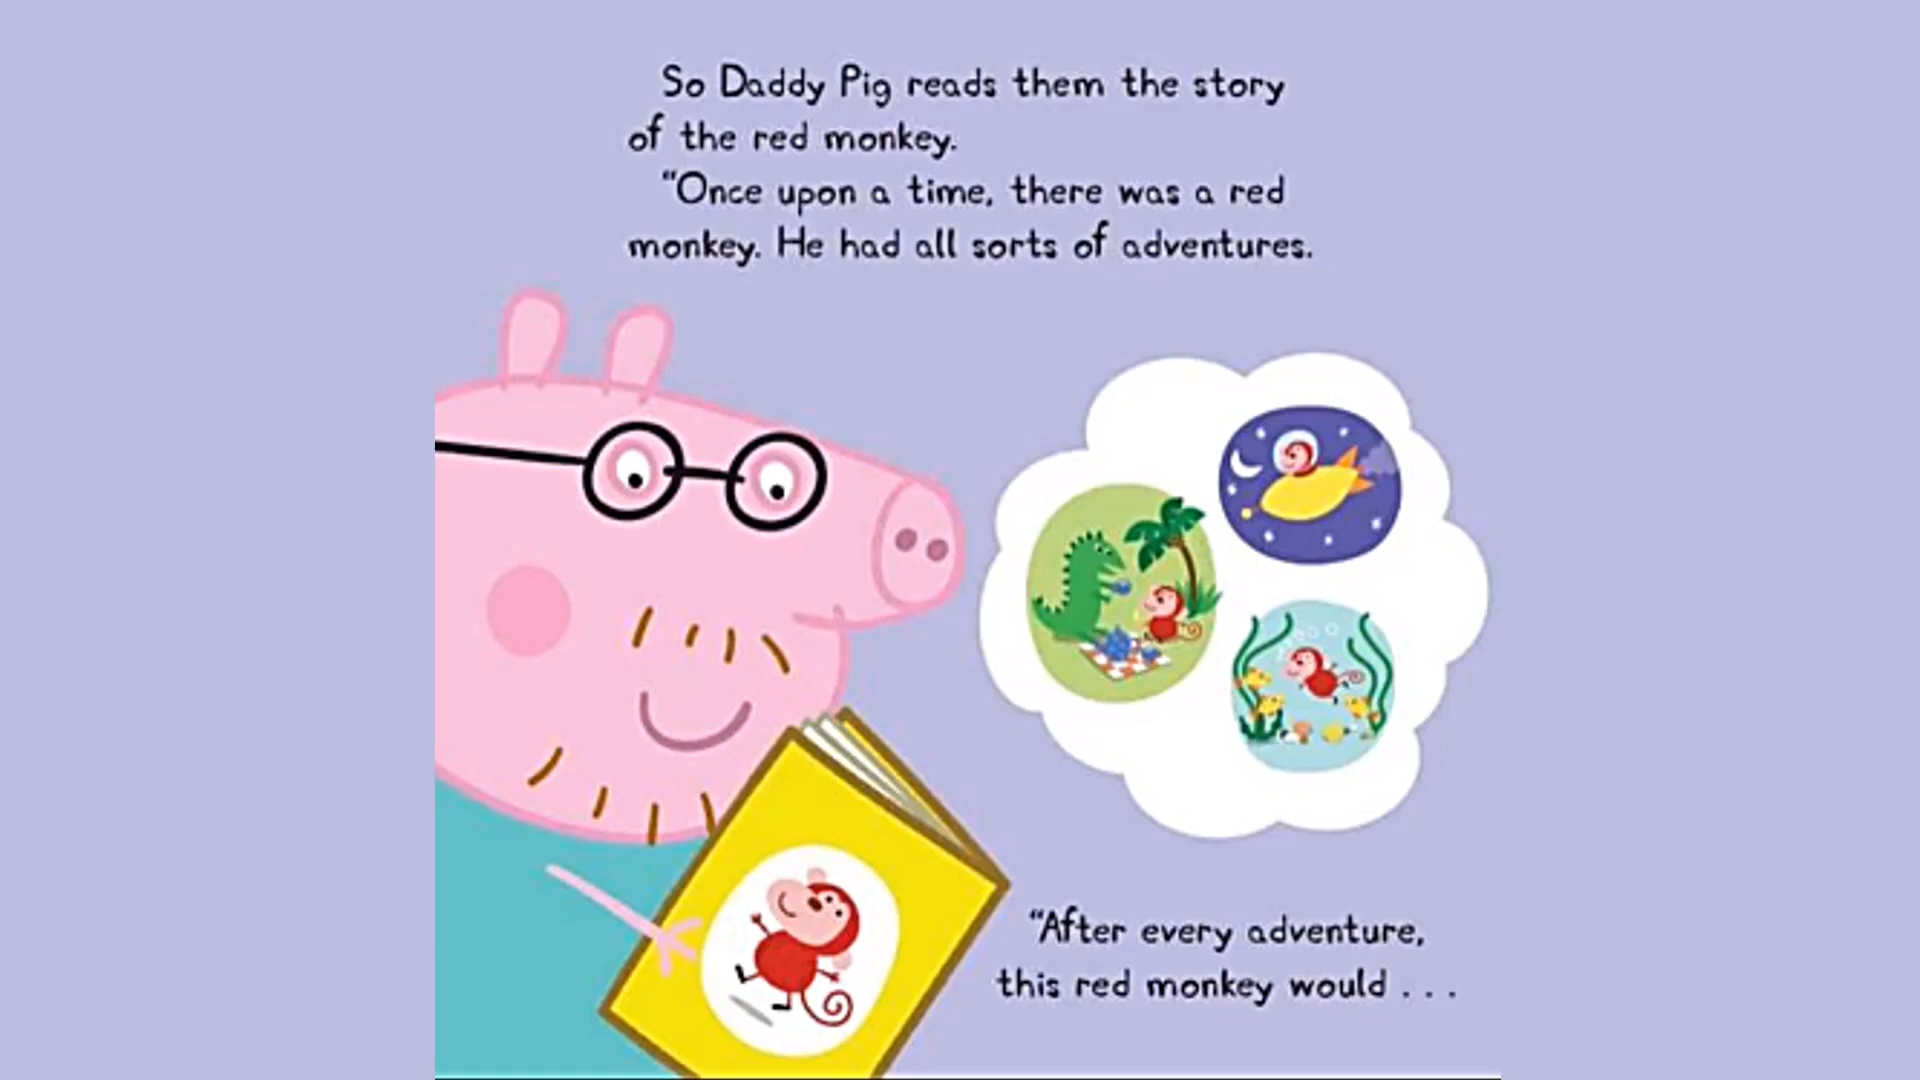 So Daddy Pig reads them the story
of the red monkey.
“Once upon a time, there was a red
monkey. He had all sorts of adventures.
“After every adventure,
this red monkey would . . .